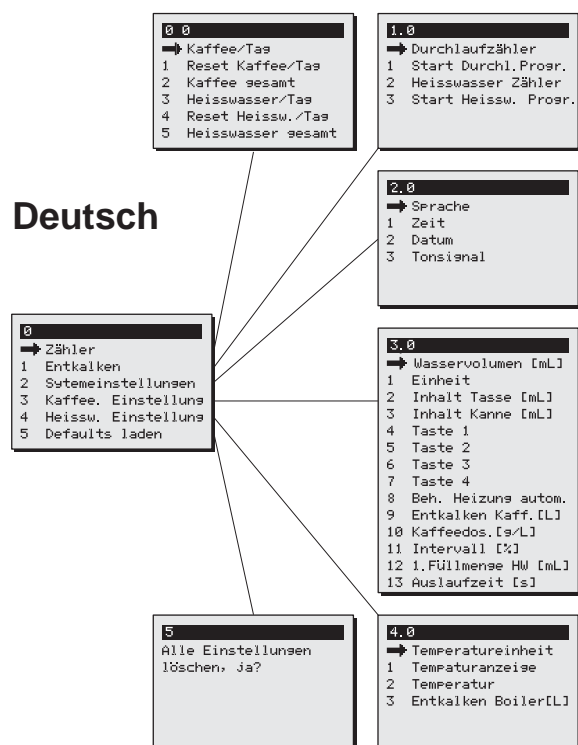 0 0
Kaffee/Tag
1 Reset Kaffee/Tag
2 Kaffee gesamt
3 Heisswasser/Tag
4 Reset Heissw./Tag
5 Heisswasser gesamt
1.0
Durchlaufzähler
1 Start Durchl.Progr.
2 Heisswasser Zähler
3 Start Heissw. Progr.
Deutsch
2.0
Sprache
1 Zeit
2 Datum
3 Tonsignal
0
Zähler
1 Entkalken
2 Sytemeinstellungen
3 Kaffee. Einstellung
4 Heissw. Einstellung
5 Defaults laden
3.0
Wasservolumen [mL]
1 Einheit
2 Inhalt Tasse [mL]
3 Inhalt Kanne [mL]
4 Taste 1
5 Taste 2
6 Taste 3
7 Taste 4
8 Beh. Heizung autom.
9 Entkalken Kaff.[L]
10 Kaffeedos.[g/L]
11 Intervall [%]
12 1.Füllmenge HW [mL]
13 Auslaufzeit [s]
5
Alle Einstellungen
löschen, ja?
4.0
Temperatureinheit
1 Tempaturanzeige
2 Temperatur
3 Entkalken Boiler[L]